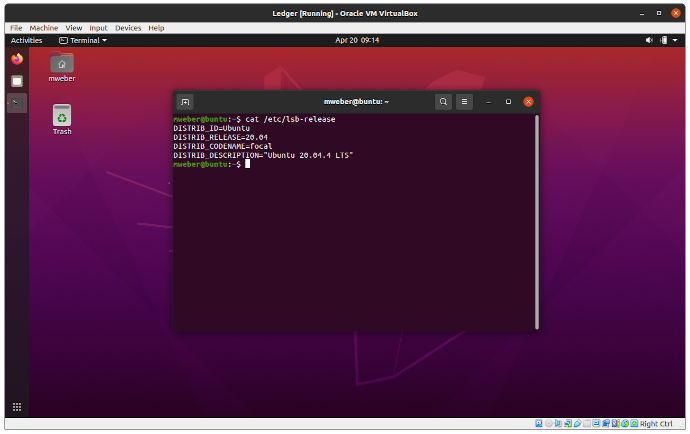 Ledger [Running] - Oracle VM VirtualBox
File Machine View Input Devices Help
Activities Terminal Apr 20 09:14
mweber
Trash
mweber@buntu: ~
mweber@buntu:~$ cat /etc/lsb-release
DISTRIB_ID=Ubuntu
DISTRIB_RELEASE=20.04
DISTRIB_CODENAME=focal
DISTRIB_DESCRIPTION="Ubuntu 20.04.4 LTS"
mweber@buntu:~$
Right Ctrl